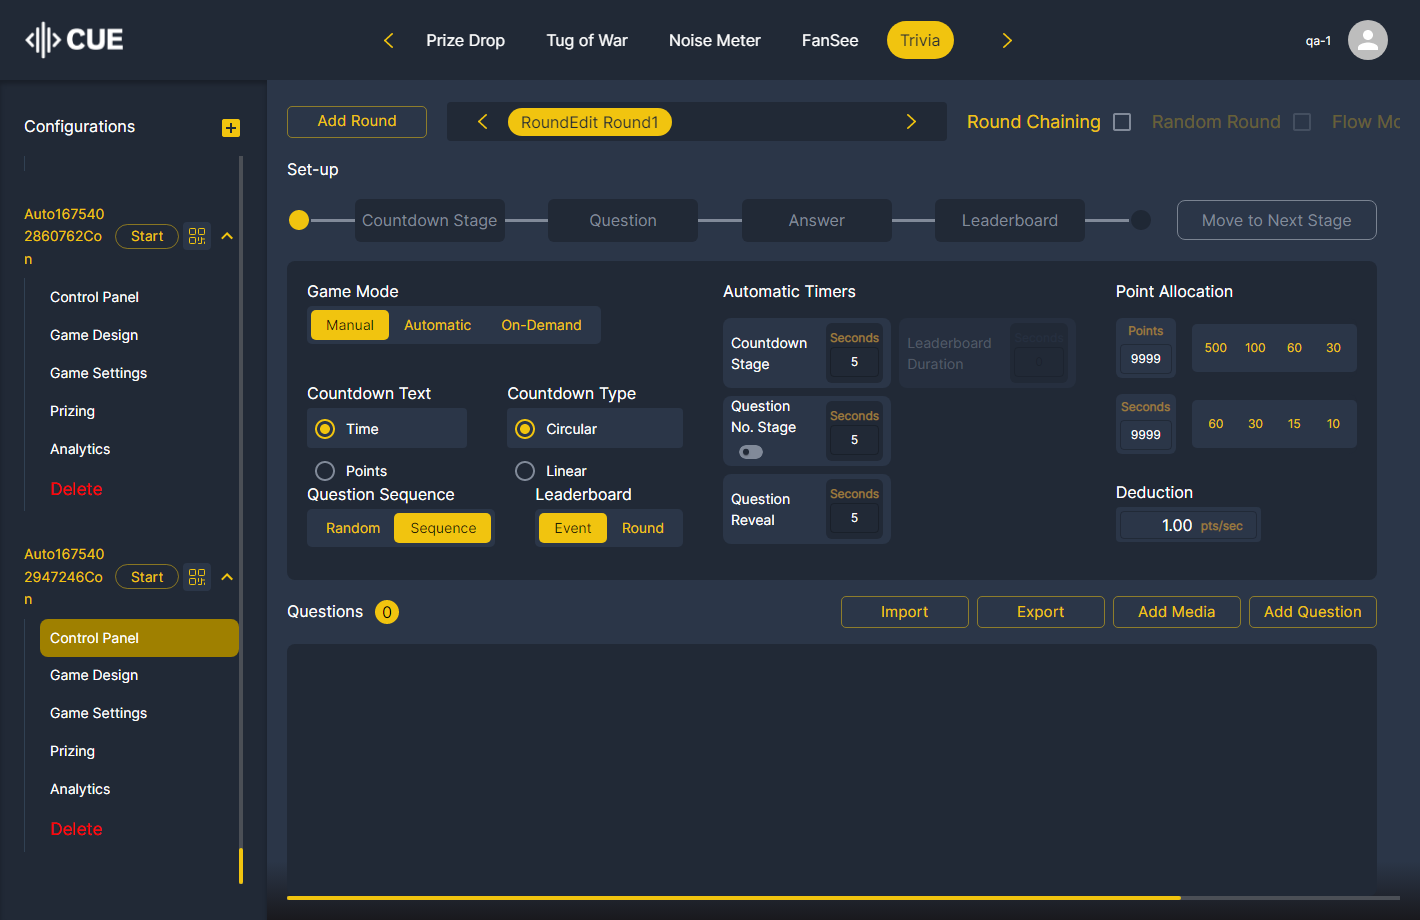 CUE
Prize Drop
Tug of War
Noise Meter
FanSee
Trivia
qa-1
Configurations
Auto167540
2860762Co
n
Start
Control Panel
Game Design
Game Settings
Prizing
Analytics
Delete
Auto167540
2947246Co
n
Start
Control Panel
Game Design
Game Settings
Prizing
Analytics
Delete
Add Round
RoundEdit Round1
Round Chaining
Random Round
Flow Mo
Set-up
Countdown Stage
Question
Answer
Leaderboard
Move to Next Stage
Game Mode
Manual
Automatic
On-Demand
Countdown Text
Time
Points
Countdown Type
Circular
Linear
Question Sequence
Random
Sequence
Leaderboard
Event
Round
Automatic Timers
Countdown
Stage
Seconds
5
Leaderboard
Duration
Seconds
Question
No. Stage
Seconds
5
Question
Reveal
Seconds
5
Point Allocation
Points
9999
500 100 60 30
Seconds
9999
60 30 15 10
Deduction
1.00 pts/sec
Questions 0
Import
Export
Add Media
Add Question